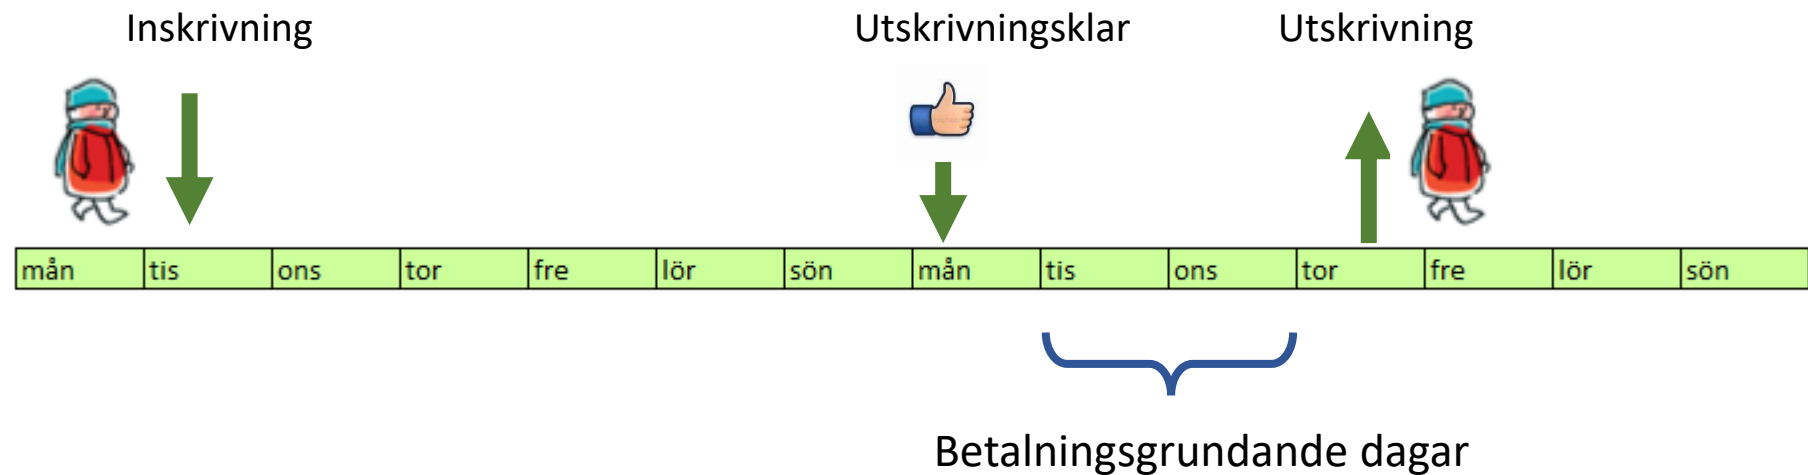 Inskrivning Utskrivningsklar Utskrivning
mån tis ons tor fre lör sön mån tis ons tor fre lör sön
Betalningsgrundande dagar